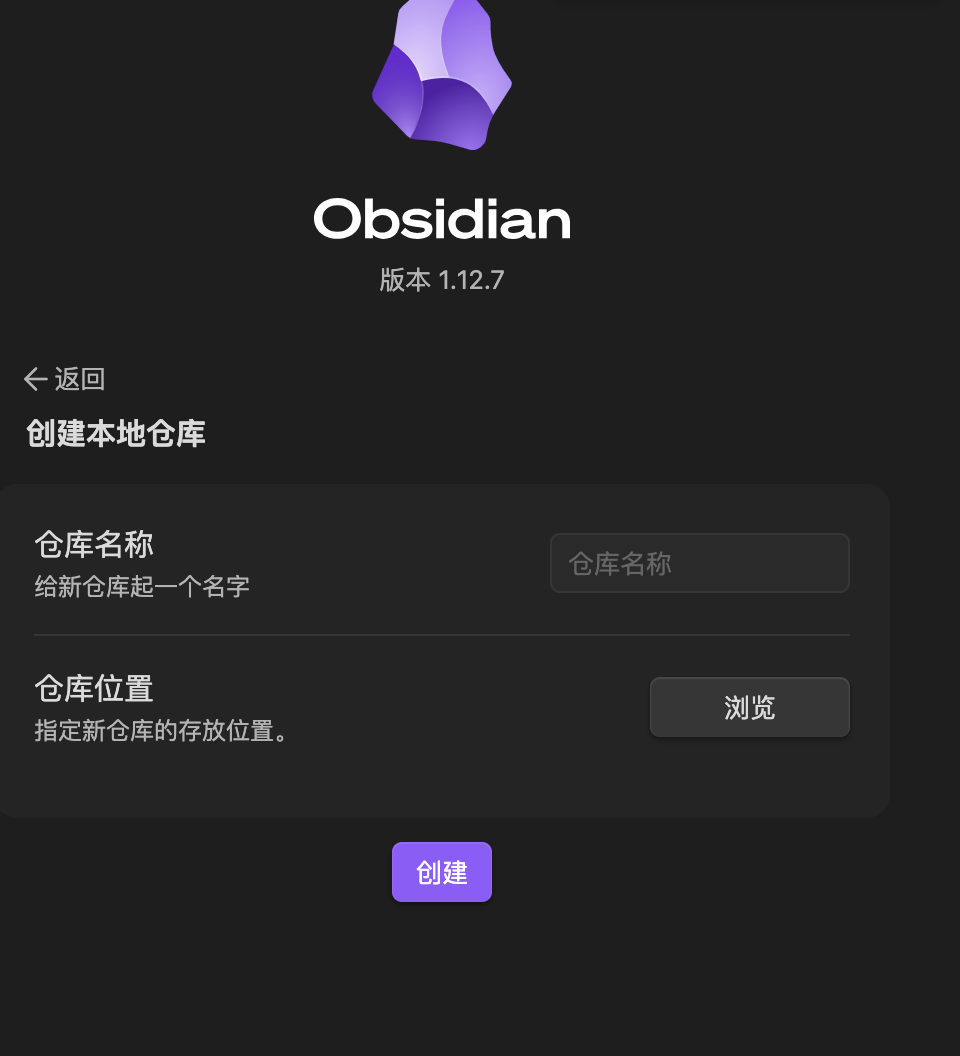 Obsidian
版本 1.12.7
返回
创建本地仓库
仓库名称
给新仓库起一个名字
仓库名称
仓库位置
指定新仓库的存放位置。
浏览
创建